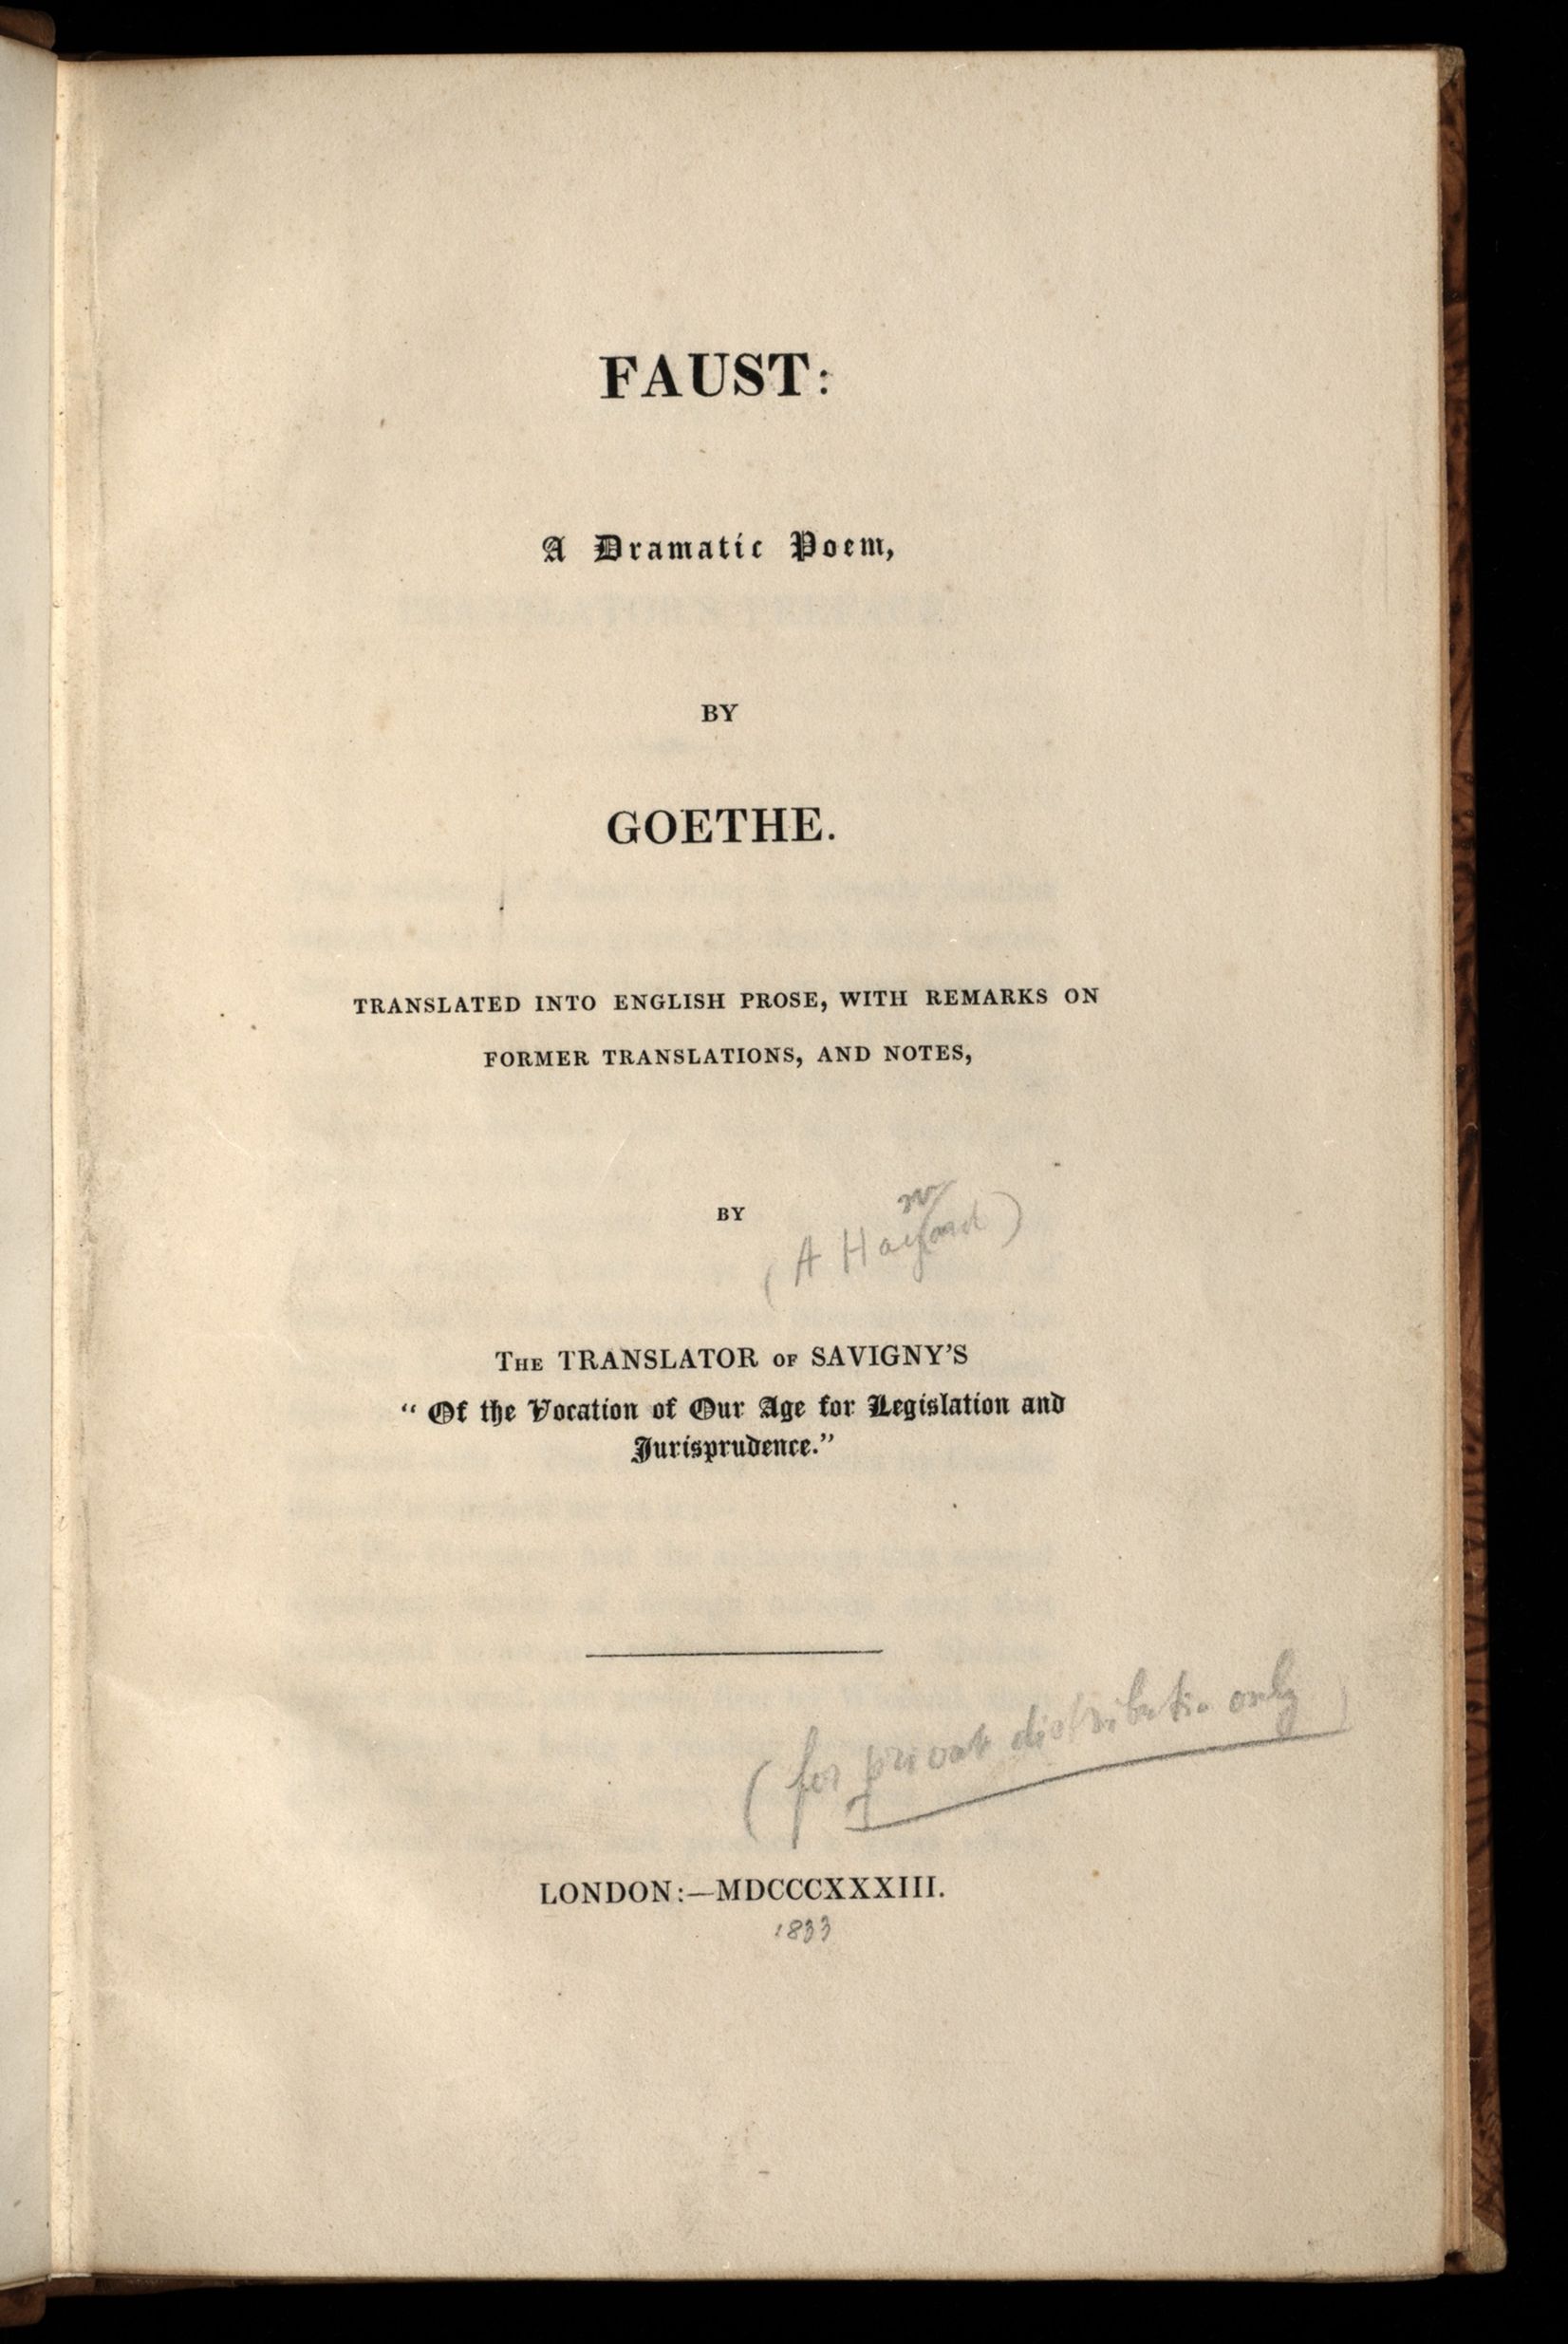 FAUST:
A Dramatic Poem,
BY
GOETHE.
TRANSLATED INTO ENGLISH PROSE, WITH REMARKS ON
FORMER TRANSLATIONS, AND NOTES,
BY
(A Hayward)
THE TRANSLATOR OF SAVIGNY'S
“Of the Vocation of Our Age for Legislation and
Jurisprudence.”
(for private distribution only)
LONDON:—MDCCCXXXIII.
1833